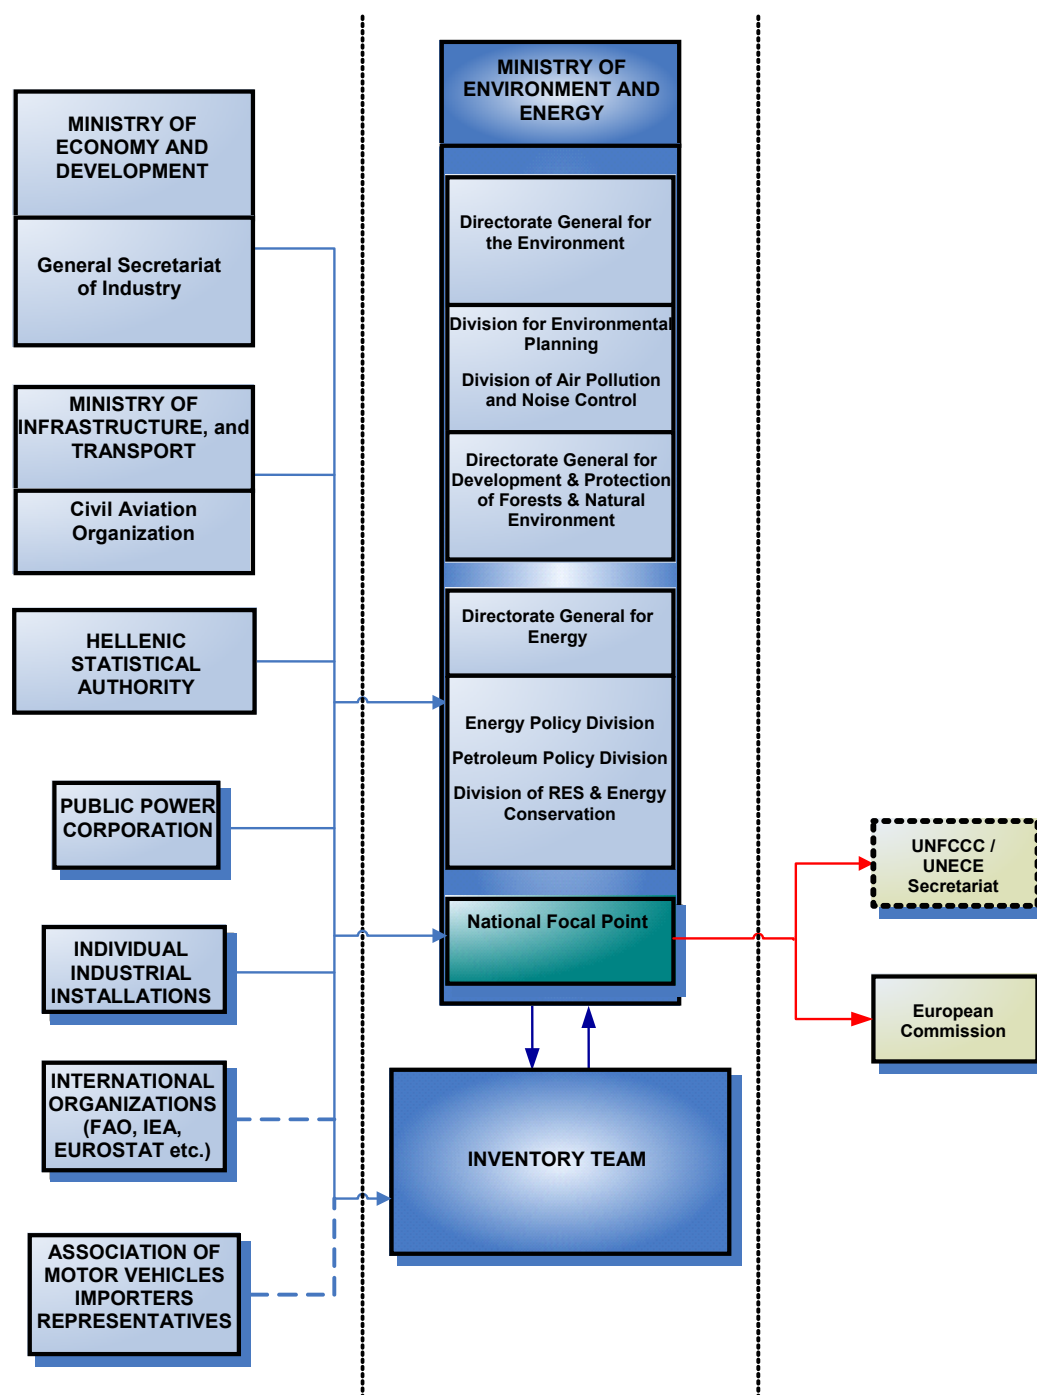 MINISTRY OF
ECONOMY AND
DEVELOPMENT
General Secretariat
of Industry
MINISTRY OF
INFRASTRUCTURE, and
TRANSPORT
Civil Aviation
Organization
HELLENIC
STATISTICAL
AUTHORITY
PUBLIC POWER
CORPORATION
INDIVIDUAL
INDUSTRIAL
INSTALLATIONS
INTERNATIONAL
ORGANIZATIONS
(FAO, IEA,
EUROSTAT etc.)
ASSOCIATION OF
MOTOR VEHICLES
IMPORTERS
REPRESENTATIVES
MINISTRY OF
ENVIRONMENT AND
ENERGY
Directorate General for
the Environment
Division for Environmental
Planning
Division of Air Pollution
and Noise Control
Directorate General for
Development & Protection
of Forests & Natural
Environment
Directorate General for
Energy
Energy Policy Division
Petroleum Policy Division
Division of RES & Energy
Conservation
National Focal Point
INVENTORY TEAM
UNFCCC /
UNECE
Secretariat
European
Commission